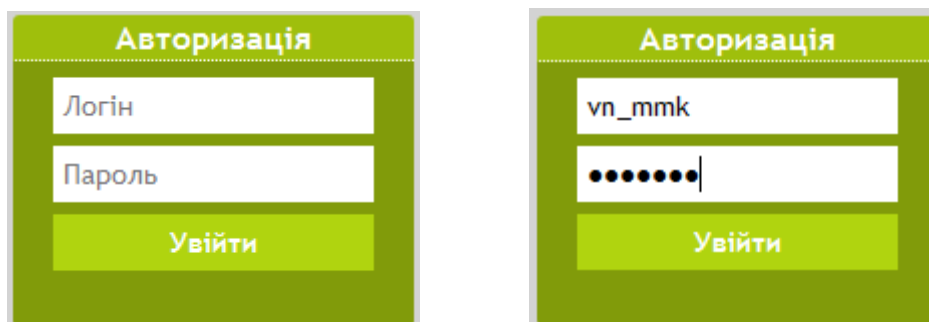 Авторизація
Логін
Пароль
Увійти
Авторизація
vn_mmk
●●●●●●●
Увійти